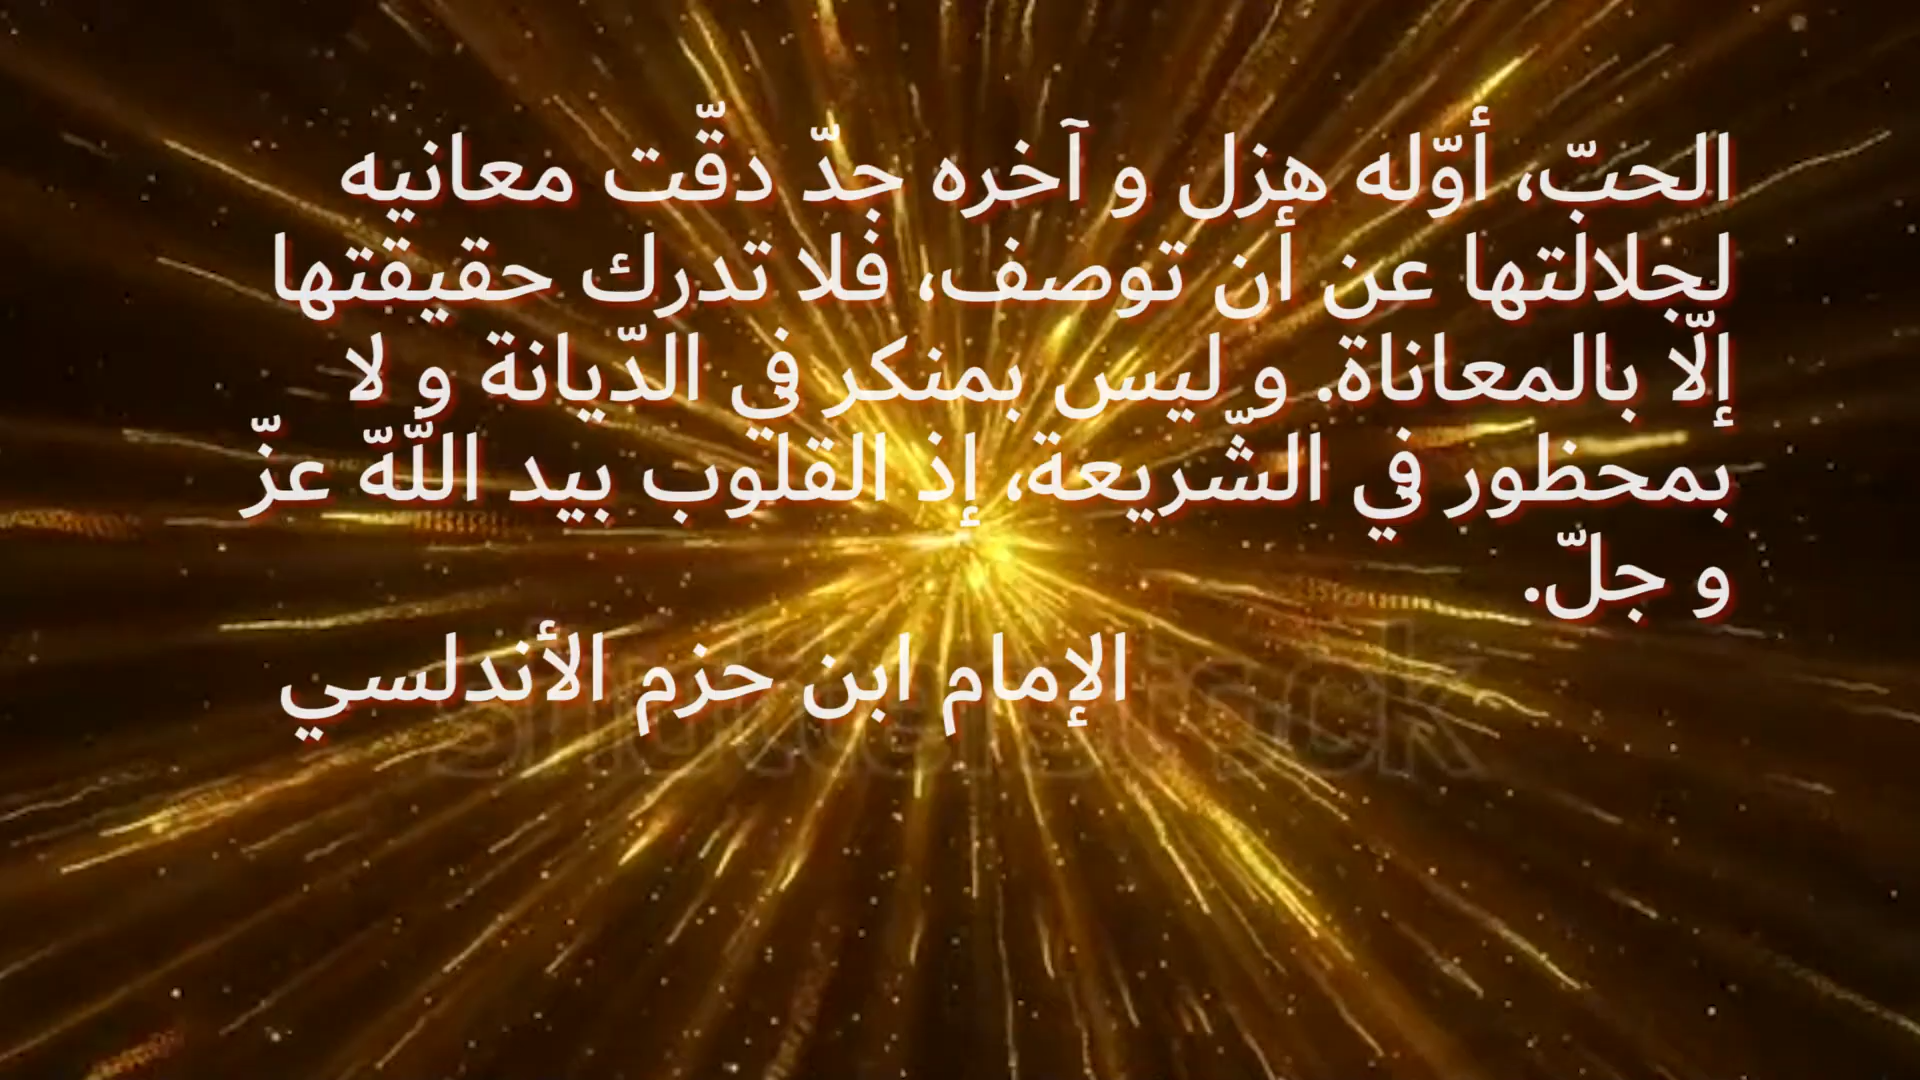 الحبّ، أوّله هزل و آخره جدّ دقّت معانيه
لجلالتها عن أن توصف، فلا تدرك حقيقتها
إلّا بالمعاناة. و ليس بمنكر في الدّيانة و لا
بمحظور في الشّريعة، إذ القلوب بيد اللّه عزّ
و جلّ.
الإمام ابن حزم الأندلسي
shutterstock